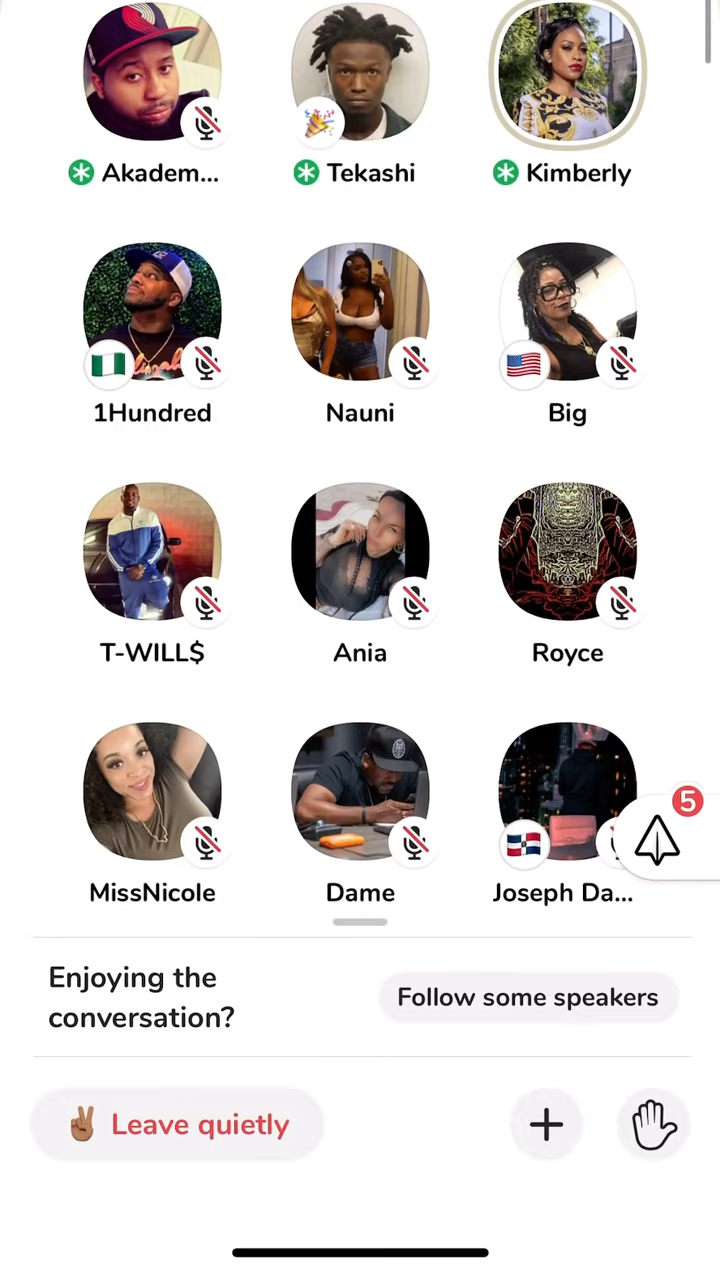 Akadem...
Tekashi
Kimberly
1Hundred
Nauni
Big
T-WILL$
Ania
Royce
MissNicole
Dame
Joseph Da...
5
Enjoying the
conversation?
Follow some speakers
Leave quietly